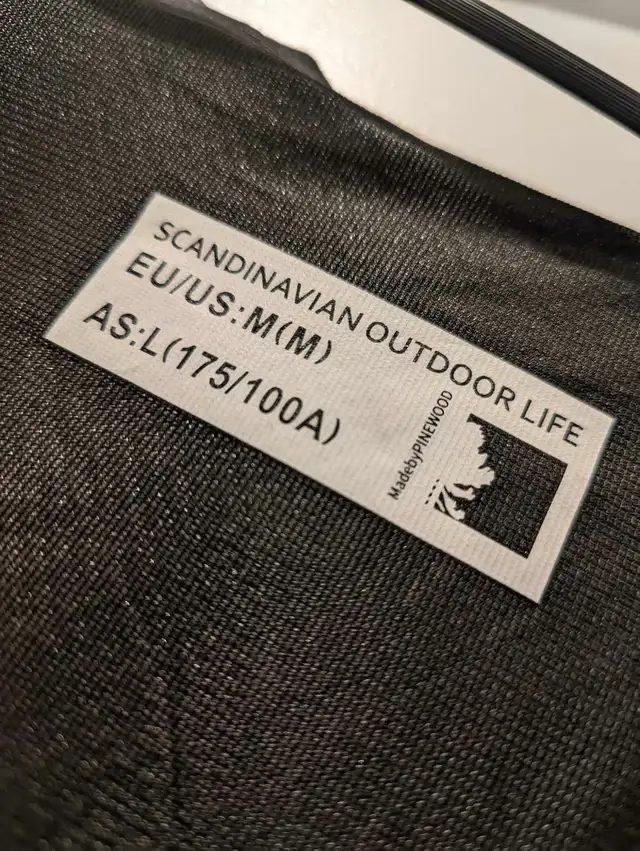 SCANDINAVIAN OUTDOOR LIFE
EU/US:M(M)
AS:L(175/100A)
MadebyPINEWOOD